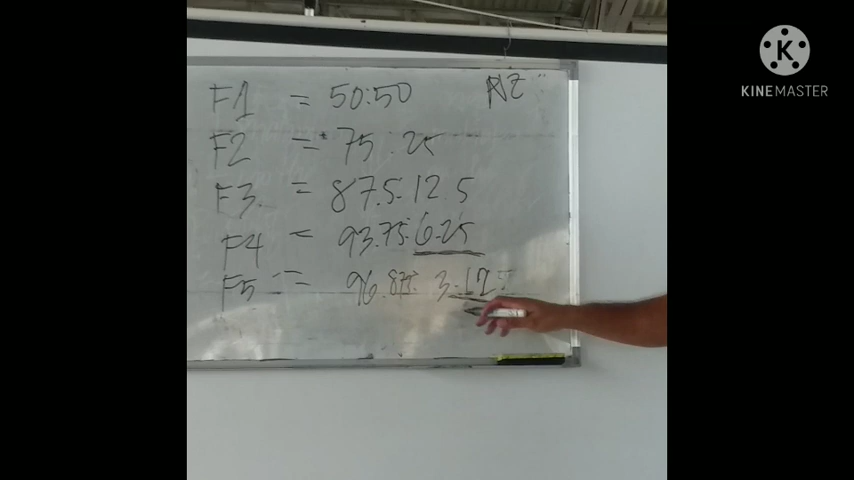 F1 = 50:50 NZ
F2 = 75:25
F3 = 87.5:12.5
F4 = 93.75:6.25
F5 = 96.875: 3.125
K
KINEMASTER